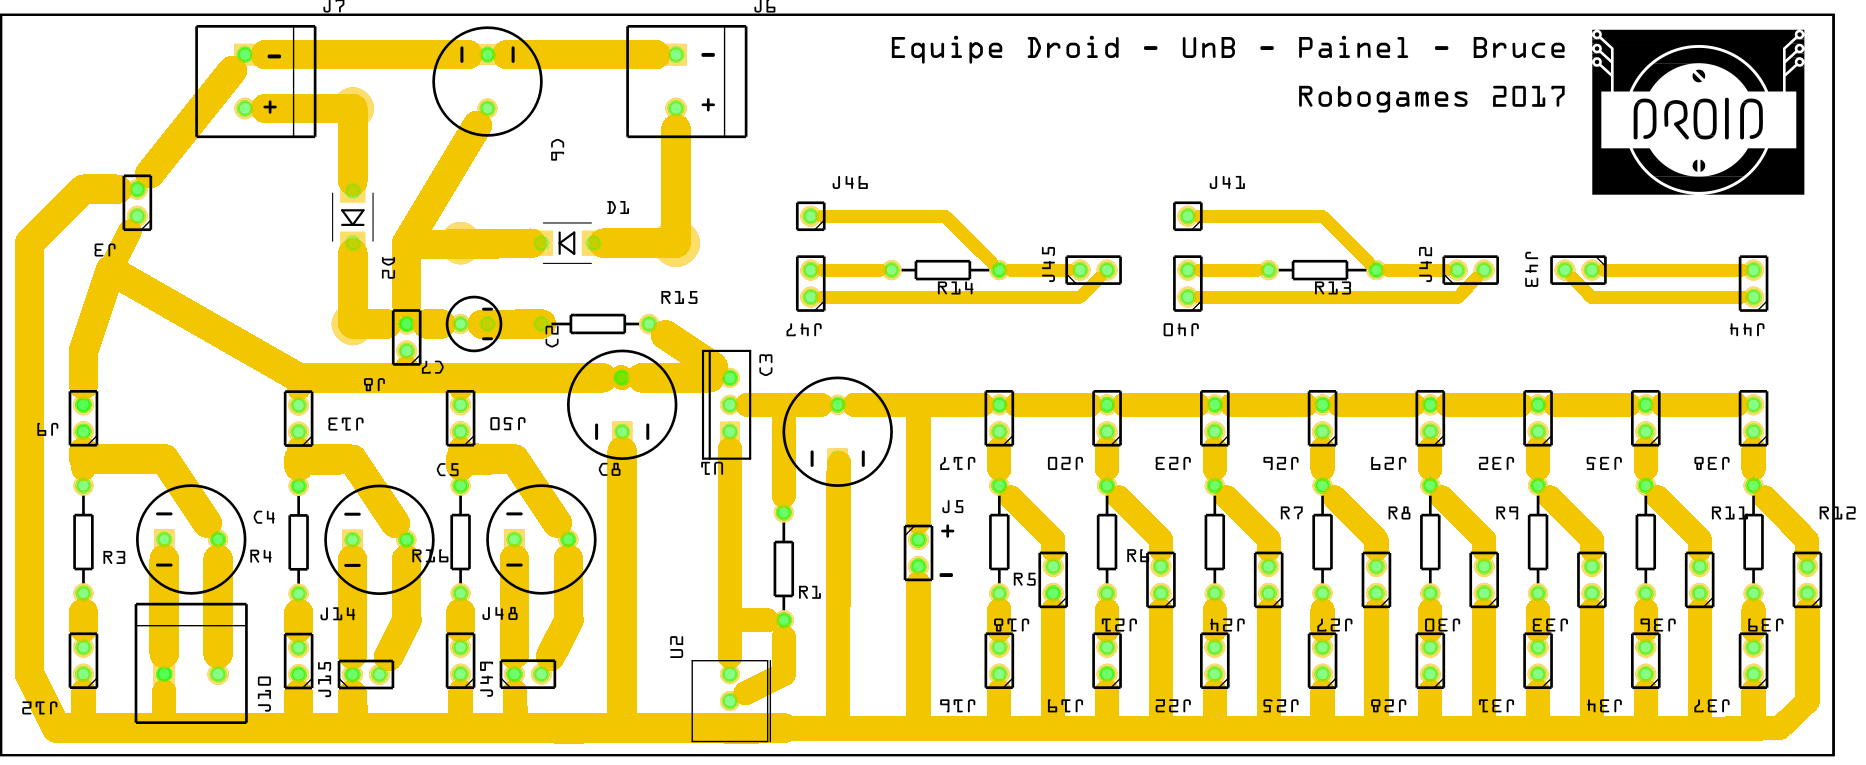 J7
J6
Equipe Droid - UnB - Painel - Bruce
Robogames 2017
DROID
- - +
+
C6
J46
J41
D1
J3
D2
J45
J42
J43
R14
R13
R15
J47
J40
J44
C2
C7
C3
J8
J9
J13
J50
C5
C8
U1
J17
J20
J23
J26
J29
J32
J35
J38
C4
J5
+
-
R7
R8
R9
R11
R12
R3
R4
R16
R6
R5
R1
J14
J48
J18
J21
J24
J27
J30
J33
J36
J39
U2
J10
J15
J49
J12
J16
J19
J22
J25
J28
J31
J34
J37